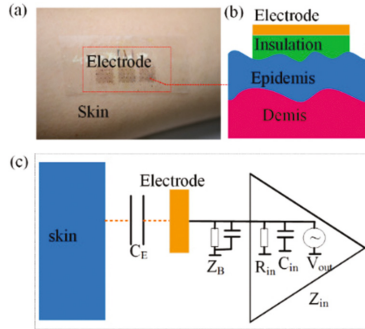 (a)
Electrode
Skin
(b)
Electrode
Insulation
Epidemis
Demis
(c)
Electrode
skin
C_E
Z_B
R_in
C_in
V_out
Z_in